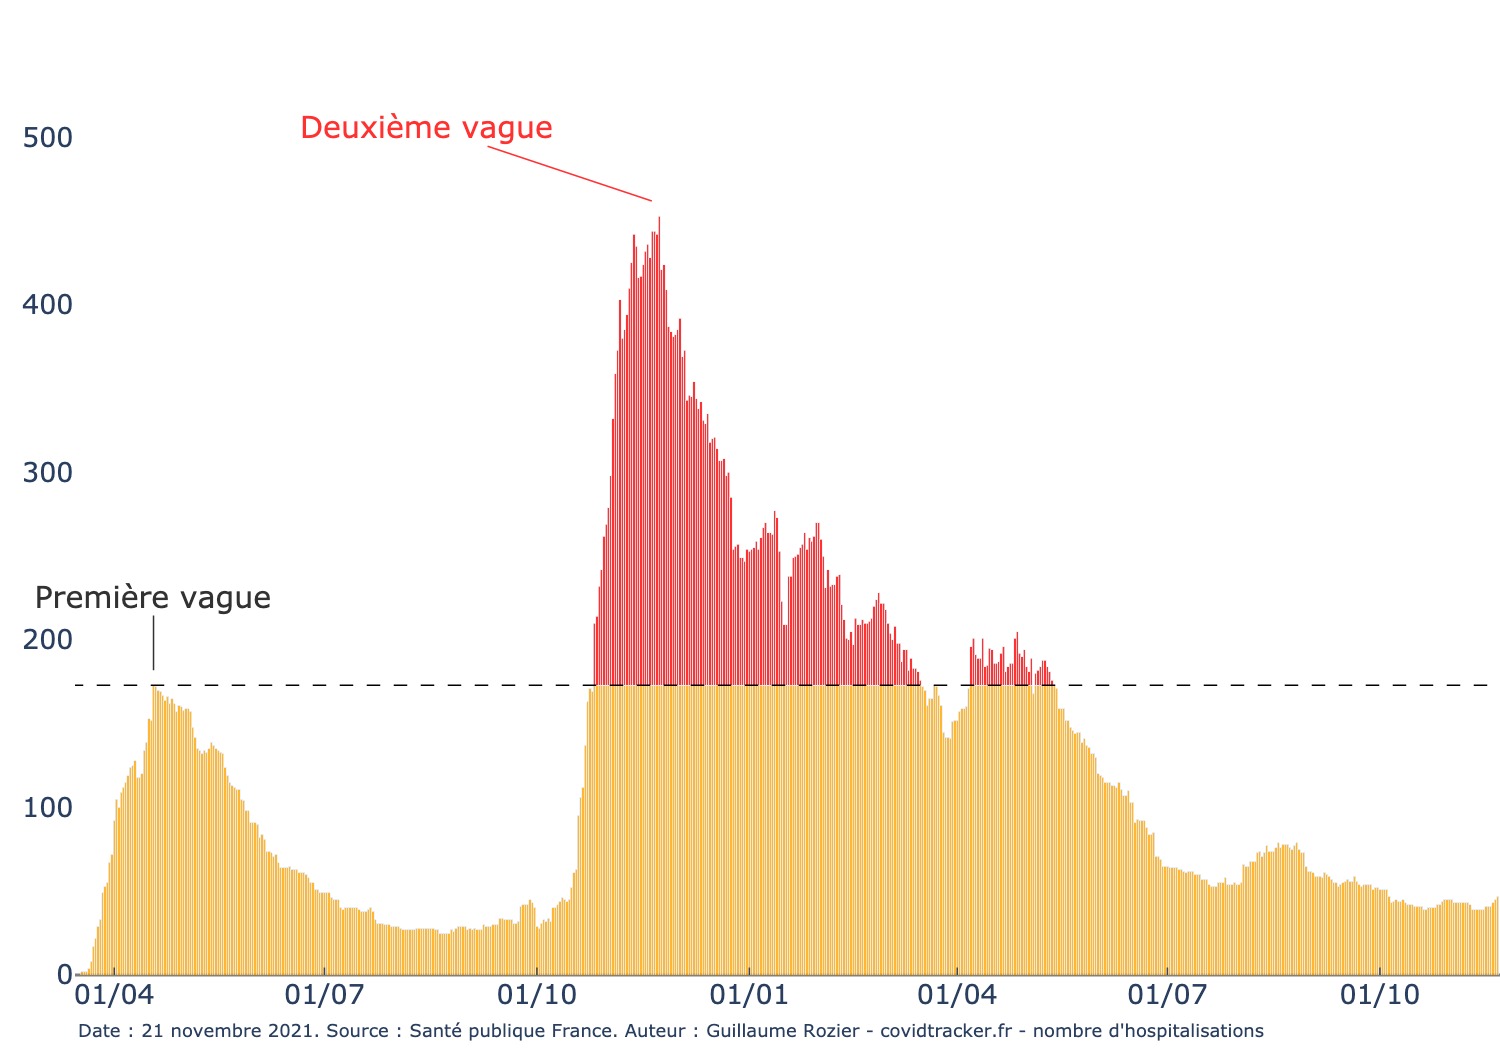 500
Deuxième vague
400
300
Première vague
200
100
0
01/04 01/07 01/10 01/01 01/04 01/07 01/10
Date : 21 novembre 2021. Source : Santé publique France. Auteur : Guillaume Rozier - covidtracker.fr - nombre d'hospitalisations